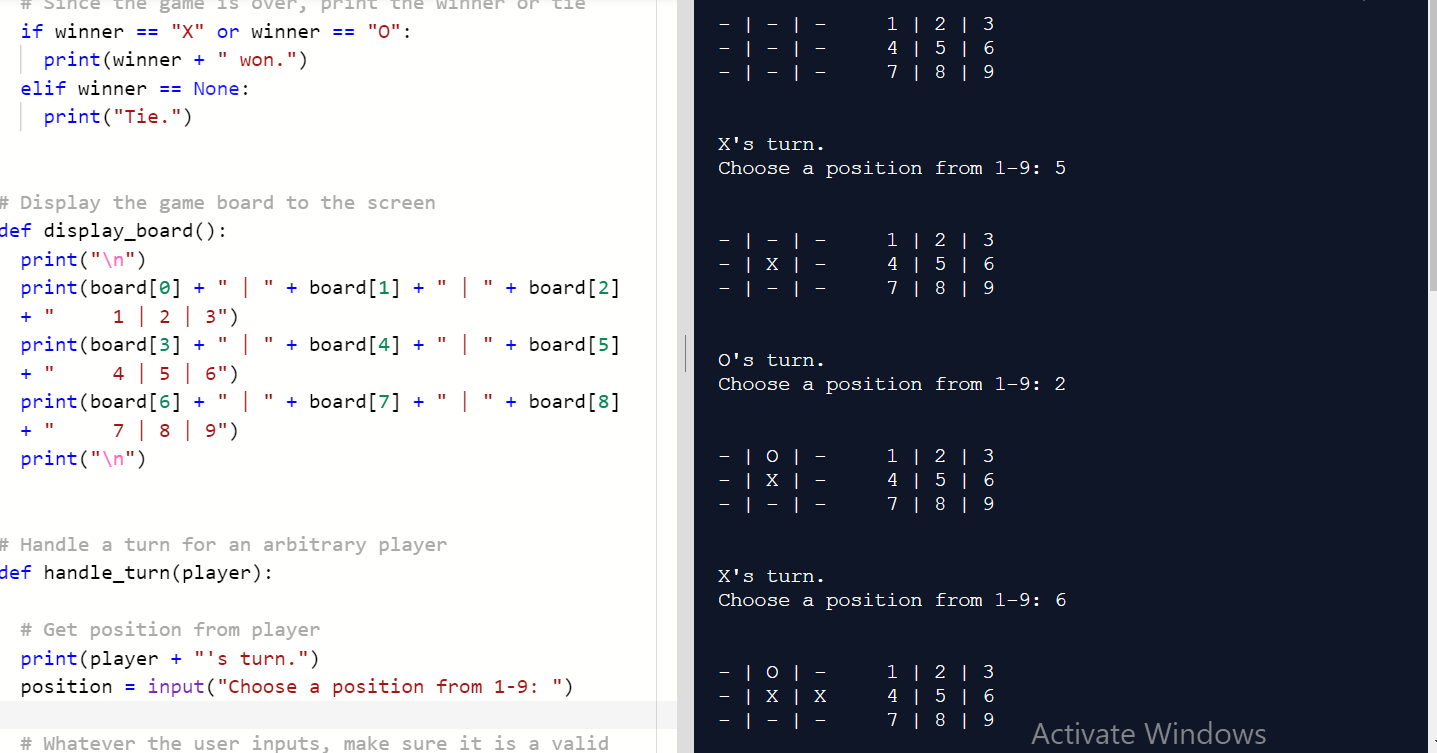 # Since the game is over, print the winner or tie
if winner == "X" or winner == "O":
print(winner + " won.")
elif winner == None:
print("Tie.")
# Display the game board to the screen
def display_board():
print("\n")
print(board[0] + " | " + board[1] + " | " + board[2]
+ "     1 | 2 | 3")
print(board[3] + " | " + board[4] + " | " + board[5]
+ "     4 | 5 | 6")
print(board[6] + " | " + board[7] + " | " + board[8]
+ "     7 | 8 | 9")
print("\n")
# Handle a turn for an arbitrary player
def handle_turn(player):
# Get position from player
print(player + "'s turn.")
position = input("Choose a position from 1-9: ")
# Whatever the user inputs, make sure it is a valid
- | - | -     1 | 2 | 3
- | - | -     4 | 5 | 6
- | - | -     7 | 8 | 9
X's turn.
Choose a position from 1-9: 5
- | - | -     1 | 2 | 3
- | X | -     4 | 5 | 6
- | - | -     7 | 8 | 9
O's turn.
Choose a position from 1-9: 2
- | O | -     1 | 2 | 3
- | X | -     4 | 5 | 6
- | - | -     7 | 8 | 9
X's turn.
Choose a position from 1-9: 6
- | O | -     1 | 2 | 3
- | X | X     4 | 5 | 6
- | - | -     7 | 8 | 9
Activate Windows